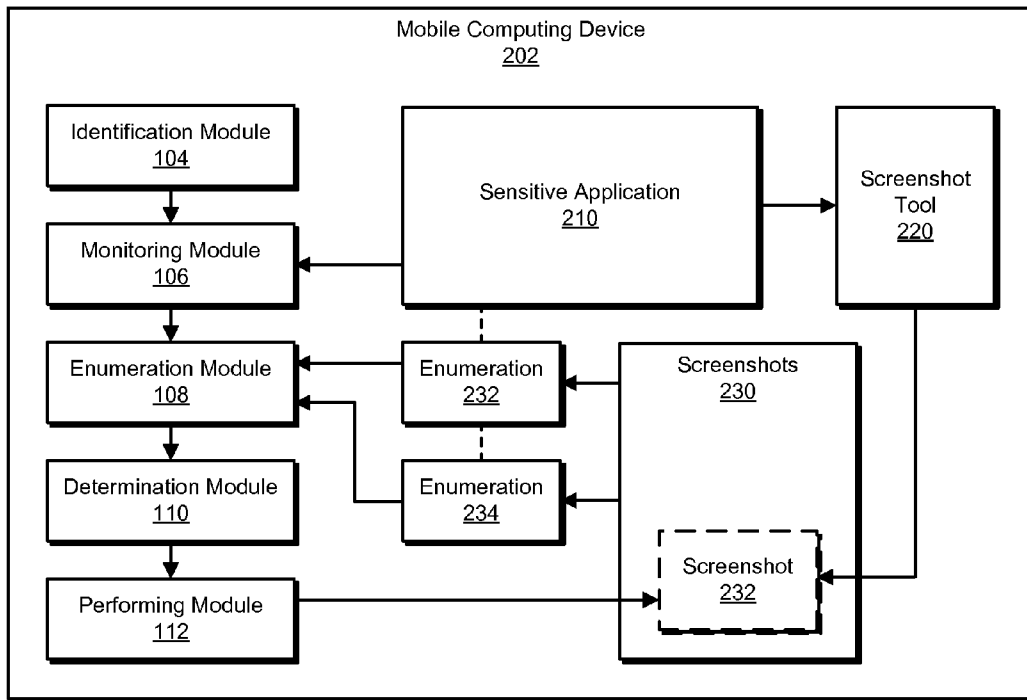 Mobile Computing Device
202
Identification Module
104
Monitoring Module
106
Enumeration Module
108
Determination Module
110
Performing Module
112
Sensitive Application
210
Screenshot
Tool
220
Enumeration
232
Enumeration
234
Screenshots
230
Screenshot
232